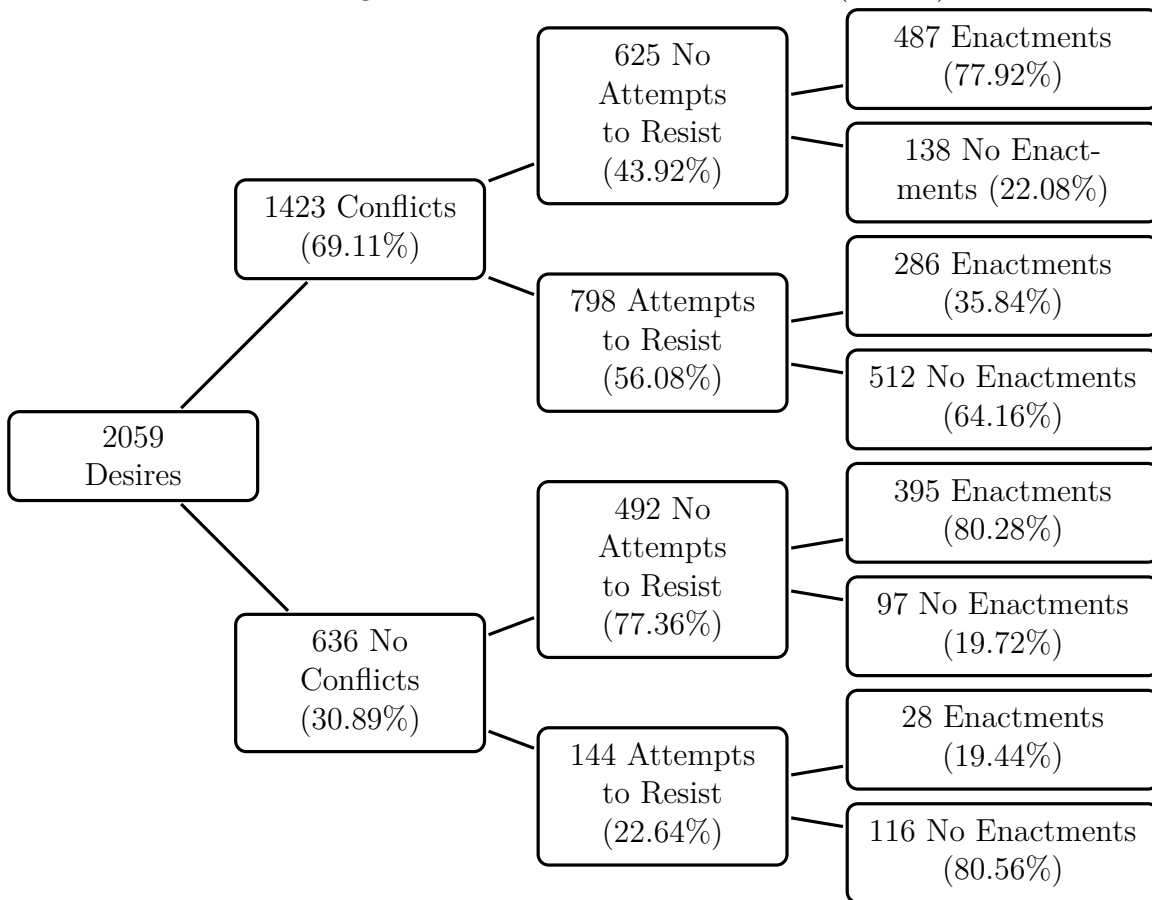 625 No
Attempts
to Resist
(43.92%)
487 Enactments
(77.92%)
138 No Enact-
ments (22.08%)
1423 Conflicts
(69.11%)
798 Attempts
to Resist
(56.08%)
286 Enactments
(35.84%)
512 No Enactments
(64.16%)
2059
Desires
492 No
Attempts
to Resist
(77.36%)
395 Enactments
(80.28%)
97 No Enactments
(19.72%)
636 No
Conflicts
(30.89%)
144 Attempts
to Resist
(22.64%)
28 Enactments
(19.44%)
116 No Enactments
(80.56%)